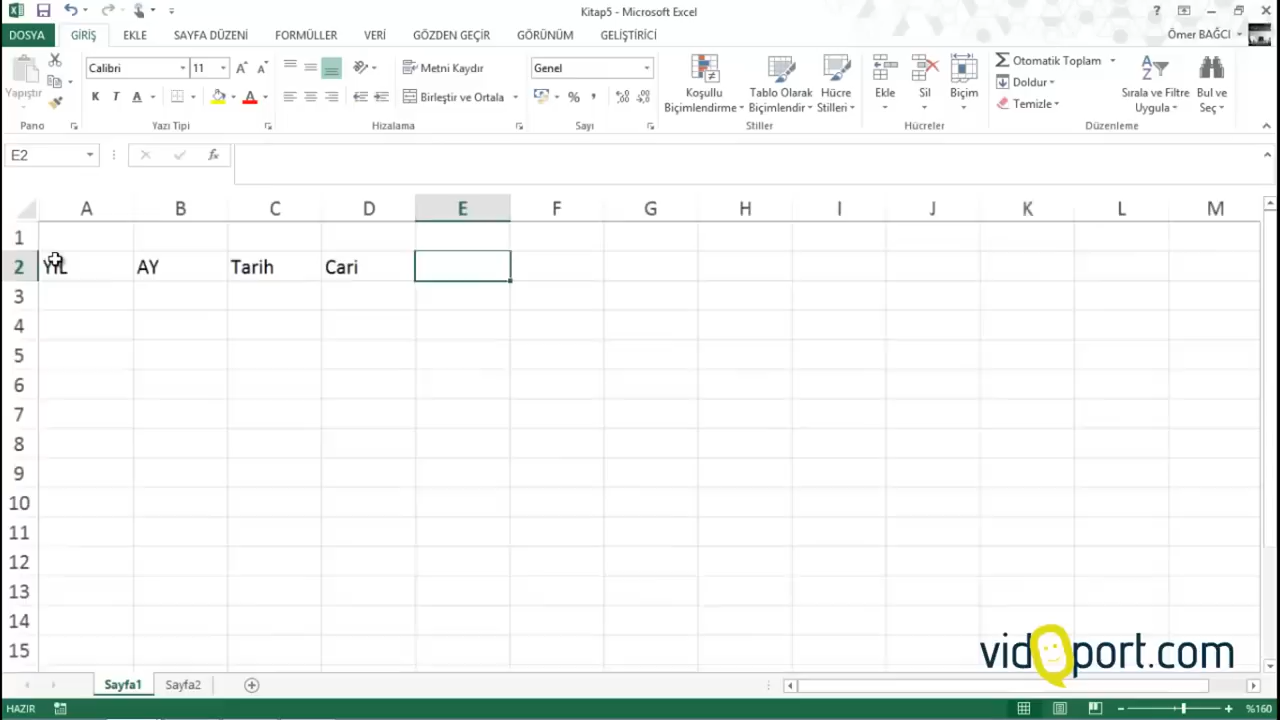 Kitap5 - Microsoft Excel
DOSYA GİRİŞ EKLE SAYFA DÜZENİ FORMÜLLER VERİ GÖZDEN GEÇİR GÖRÜNÜM GELİŞTİRİCİ Ömer BAĞCI
Yapıştır
Calibri 11
K T A
Metni Kaydır
Birleştir ve Ortala
Genel
Koşullu Biçimlendirme
Tablo Olarak Biçimlendir
Hücre Stilleri
Ekle Sil Biçim
Otomatik Toplam
Doldur
Temizle
Sırala ve Filtre Uygula
Bul ve Seç
Pano Yazı Tipi Hizalama Sayı Stiller Hücreler Düzenleme
E2 fx
A B C D E F G H I J K L M
1
2 YIL AY Tarih Cari
3
4
5
6
7
8
9
10
11
12
13
14
15
vidoport.com
Sayfa1 Sayfa2
HAZIR %160